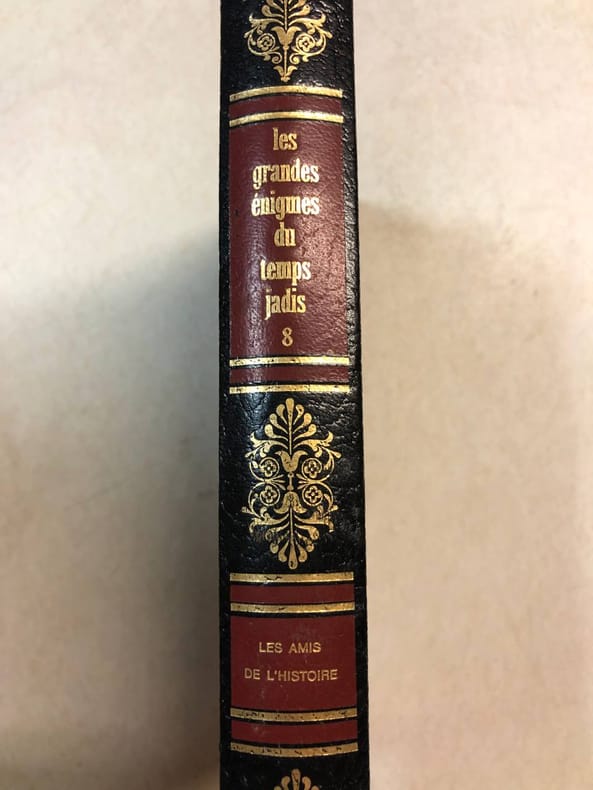 les
grandes
énigmes
du
temps
jadis
8
LES AMIS
DE L'HISTOIRE